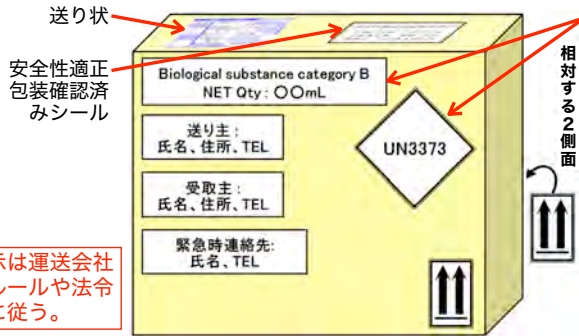 送り状
安全性適正
包装確認済
みシール
Biological substance category B
NET Qty : 〇〇mL
送り主：
氏名、住所、TEL
受取主：
氏名、住所、TEL
緊急時連絡先:
氏名、TEL
UN3373
相対する2側面
示は運送会社
ルールや法令
に従う。